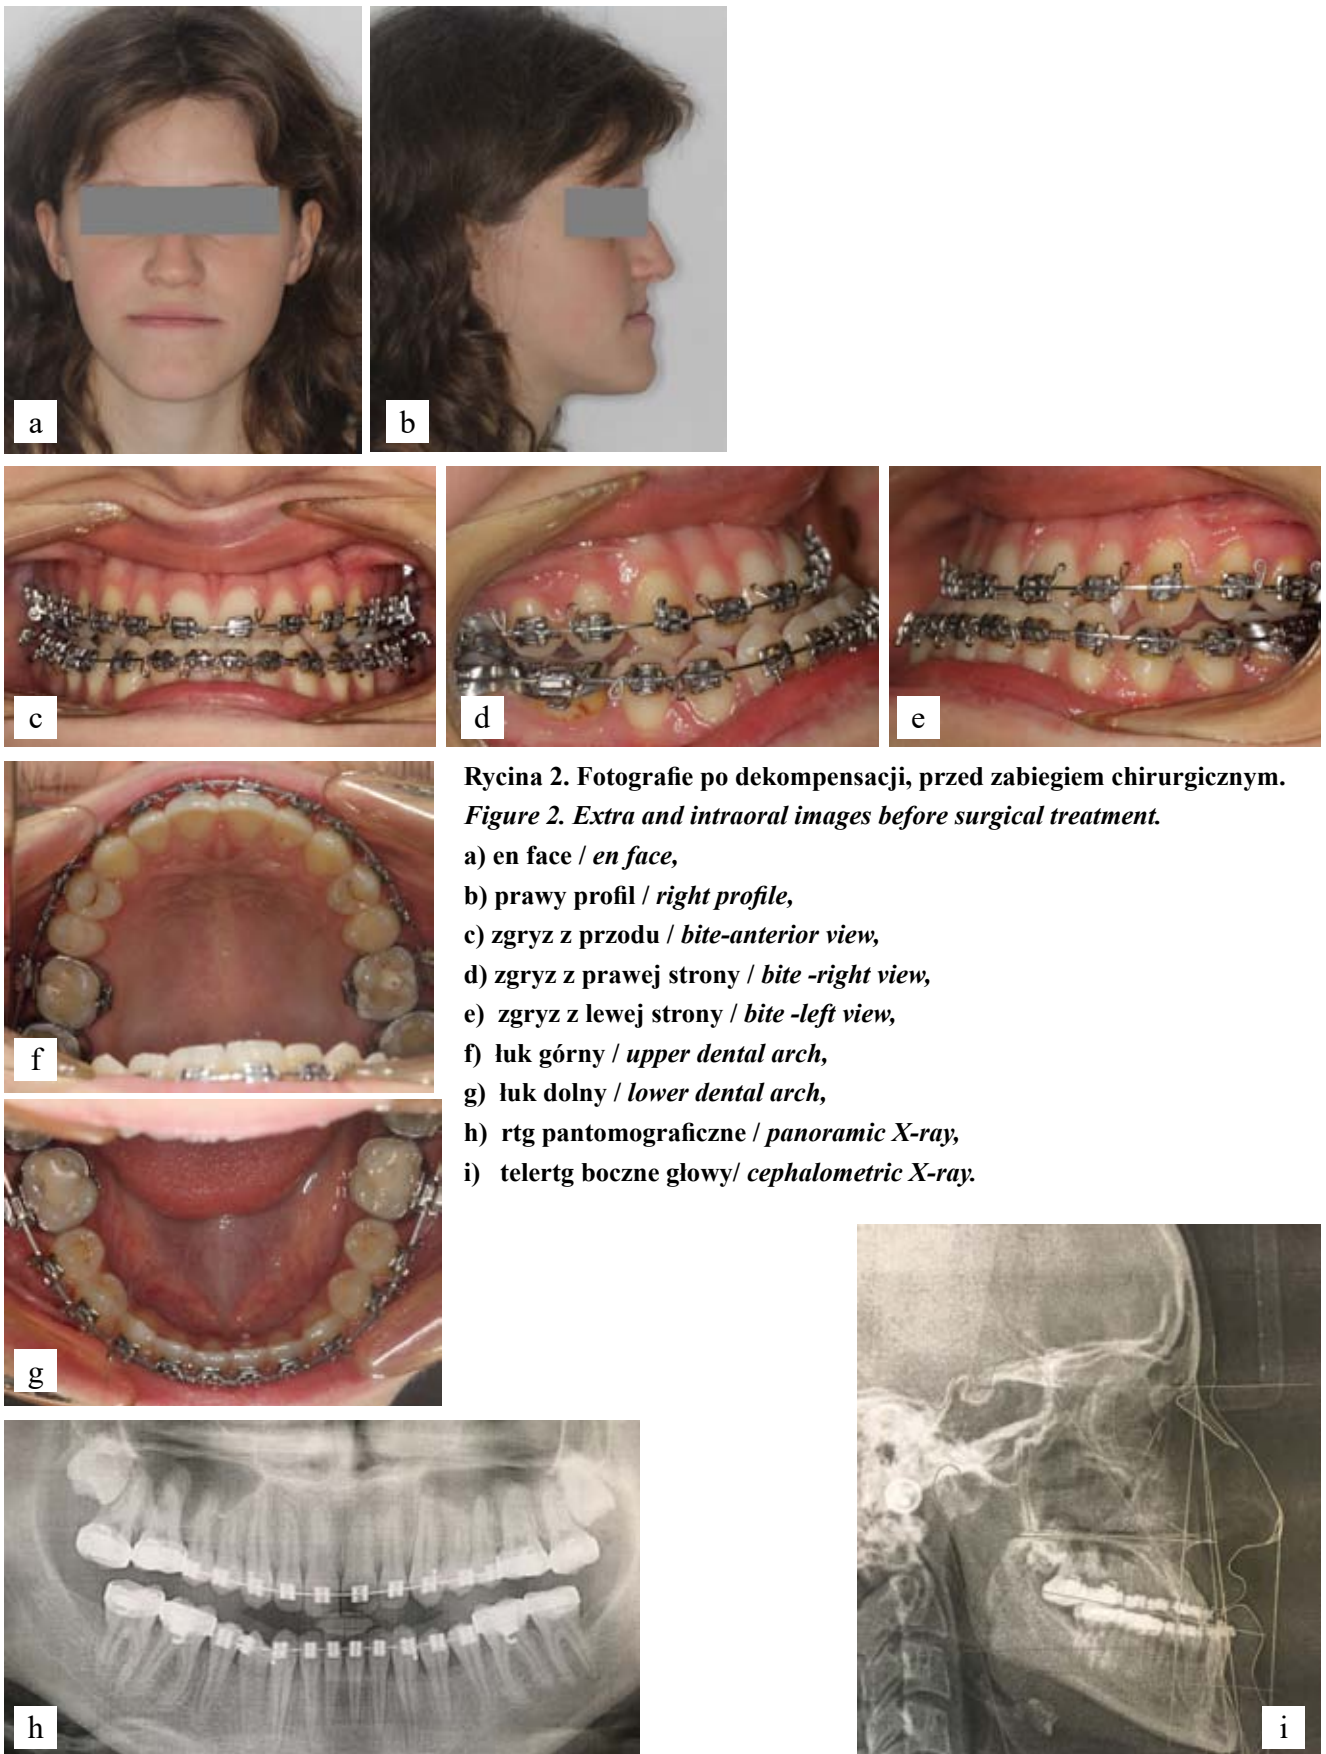 a
b
c
d
e
Rycina 2. Fotografie po dekompensacji, przed zabiegiem chirurgicznym.
Figure 2. Extra and intraoral images before surgical treatment.
a) en face / en face,
b) prawy profil / right profile,
c) zgryz z przodu / bite-anterior view,
d) zgryz z prawej strony / bite -right view,
e) zgryz z lewej strony / bite -left view,
f) łuk górny / upper dental arch,
g) łuk dolny / lower dental arch,
h) rtg pantomograficzne / panoramic X-ray,
i) telertg boczne głowy/ cephalometric X-ray.
f
g
h
i